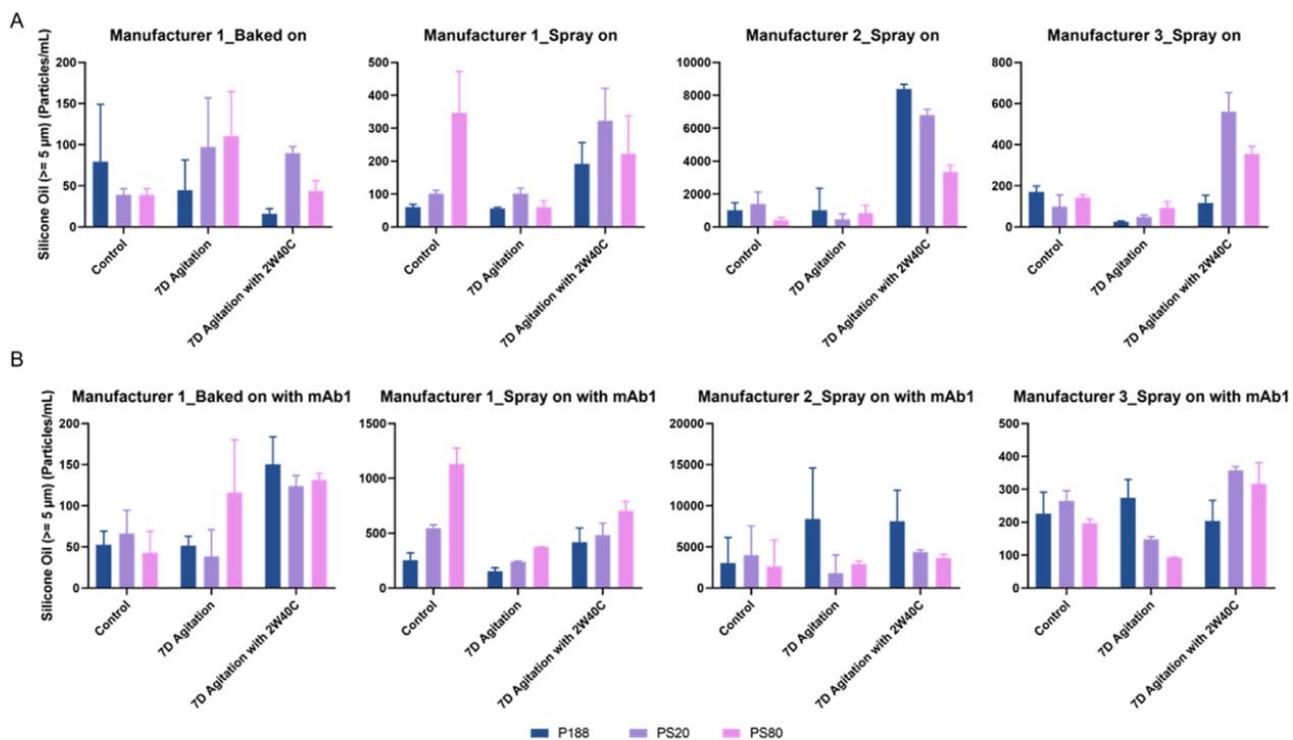 A
Manufacturer 1_Baked on
Manufacturer 1_Spray on
Manufacturer 2_Spray on
Manufacturer 3_Spray on
Silicone Oil (>= 5 µm) (Particles/mL)
200
150
100
50
0
500
400
300
200
100
0
10000
8000
6000
4000
2000
0
800
600
400
200
0
Control
7D Agitation
7D Agitation with 2W40C
Control
7D Agitation
7D Agitation with 2W40C
Control
7D Agitation
7D Agitation with 2W40C
Control
7D Agitation
7D Agitation with 2W40C
B
Manufacturer 1_Baked on with mAb1
Manufacturer 1_Spray on with mAb1
Manufacturer 2_Spray on with mAb1
Manufacturer 3_Spray on with mAb1
Silicone Oil (>= 5 µm) (Particles/mL)
200
150
100
50
0
1500
1000
500
0
20000
15000
10000
5000
0
500
400
300
200
100
0
Control
7D Agitation
7D Agitation with 2W40C
Control
7D Agitation
7D Agitation with 2W40C
Control
7D Agitation
7D Agitation with 2W40C
Control
7D Agitation
7D Agitation with 2W40C
P188
PS20
PS80